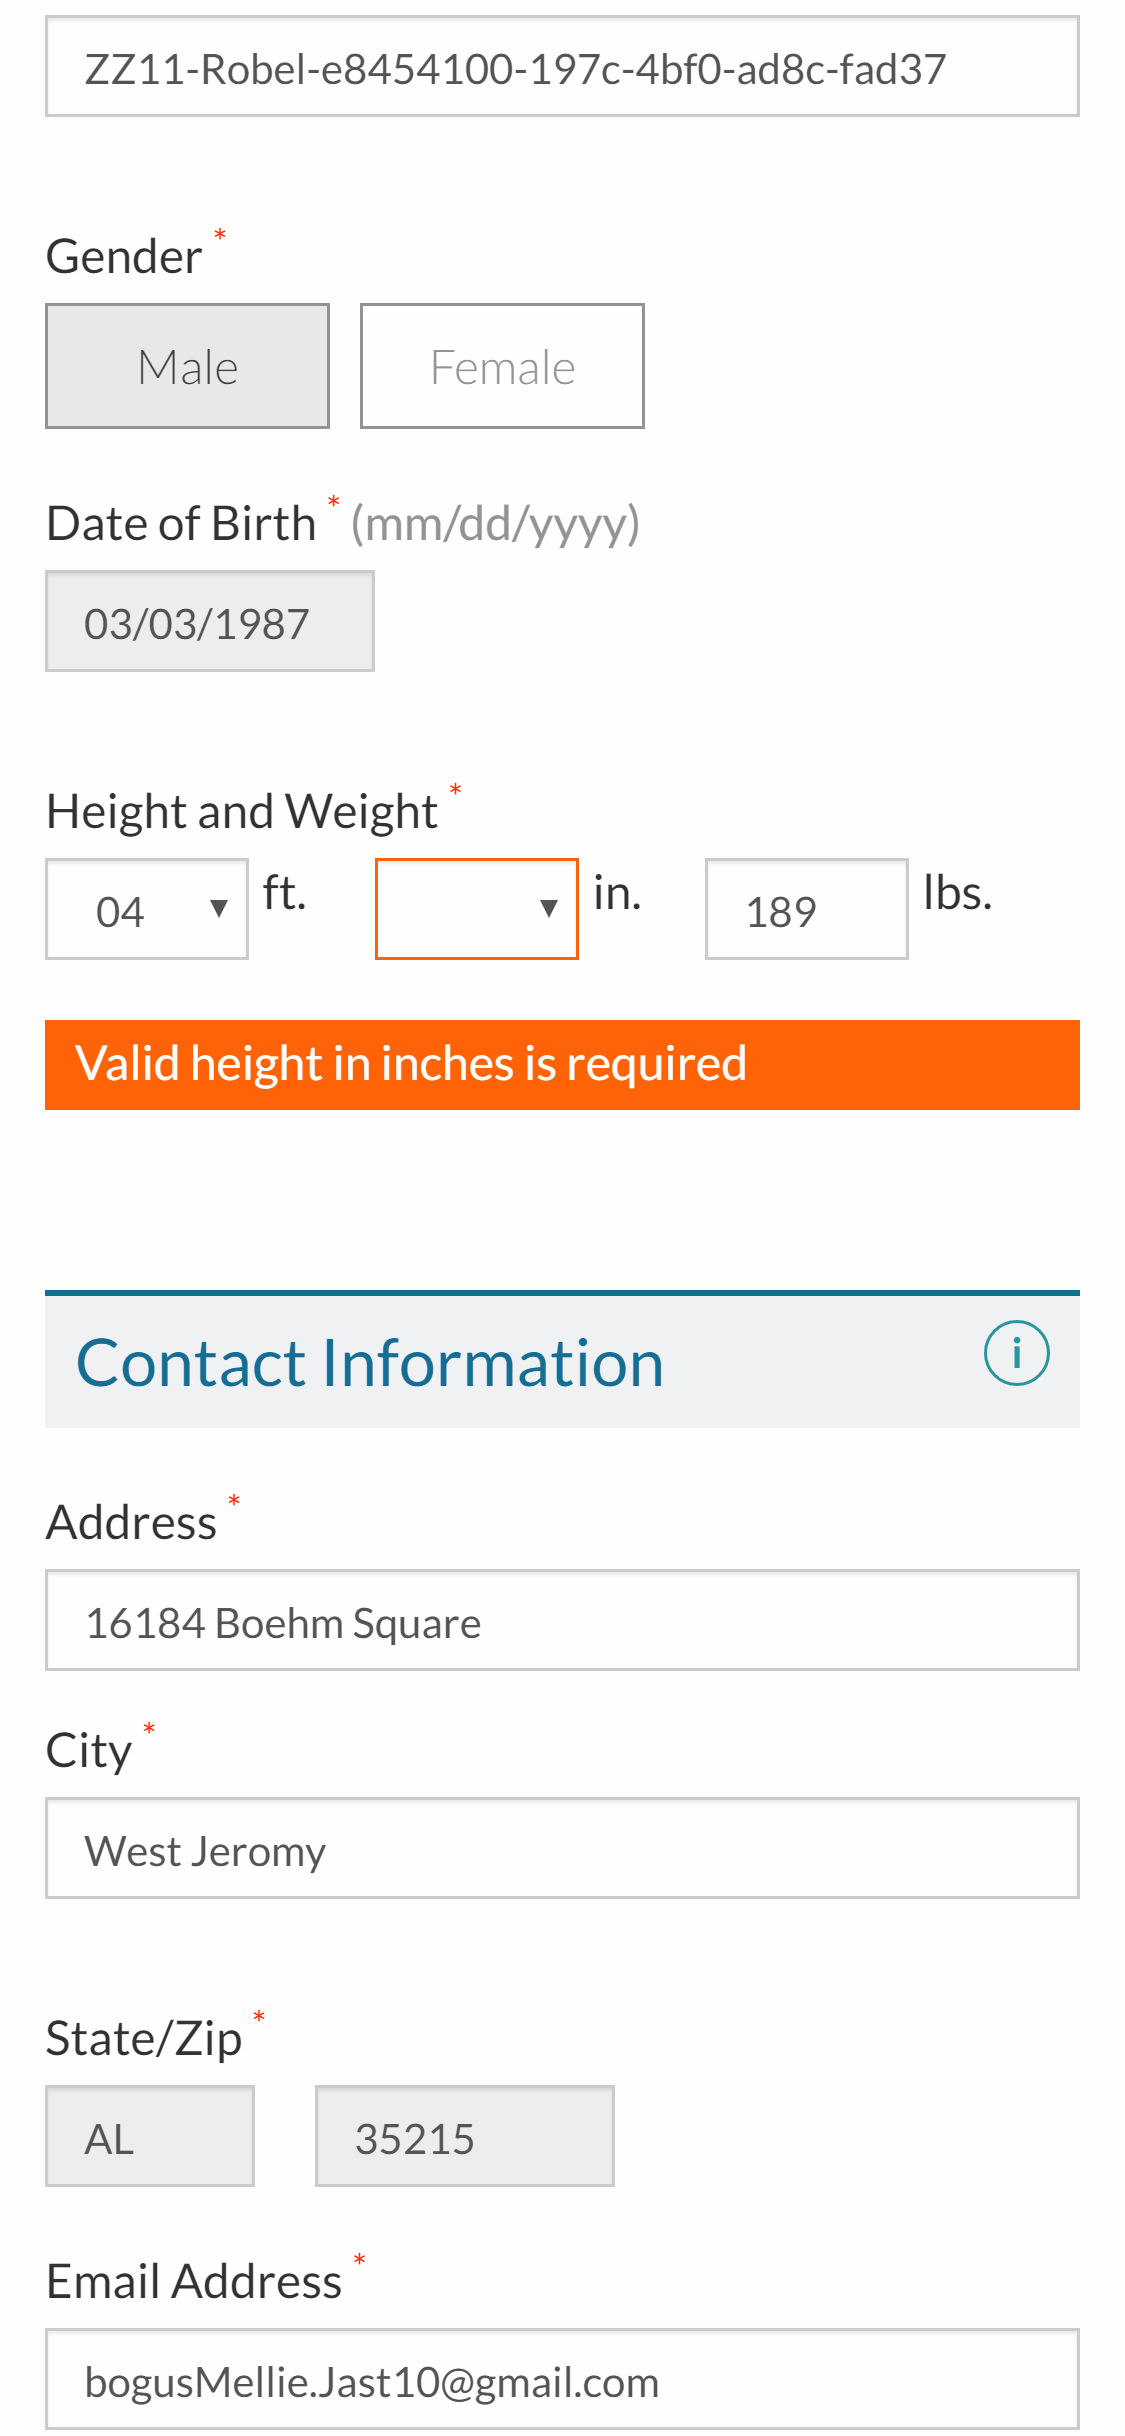 ZZ11-Robel-e8454100-197c-4bf0-ad8c-fad37
Gender *
Male Female
Date of Birth * (mm/dd/yyyy)
03/03/1987
Height and Weight *
04 ft. in. 189 lbs.
Valid height in inches is required
Contact Information i
Address *
16184 Boehm Square
City *
West Jeromy
State/Zip *
AL 35215
Email Address *
bogusMellie.Jast10@gmail.com